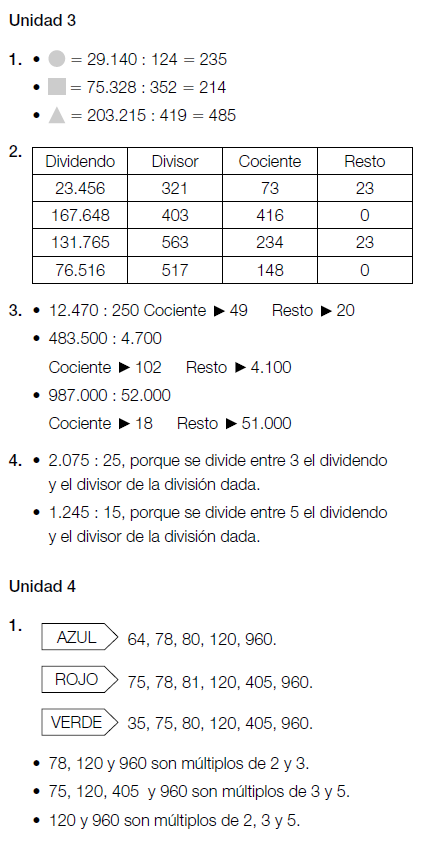 Unidad 3
1. • = 29.140 : 124 = 235
• = 75.328 : 352 = 214
• = 203.215 : 419 = 485
2. Dividendo Divisor Cociente Resto
23.456 321 73 23
167.648 403 416 0
131.765 563 234 23
76.516 517 148 0
3. • 12.470 : 250 Cociente ► 49 Resto ► 20
• 483.500 : 4.700
Cociente ► 102 Resto ► 4.100
• 987.000 : 52.000
Cociente ► 18 Resto ► 51.000
4. • 2.075 : 25, porque se divide entre 3 el dividendo
y el divisor de la división dada.
• 1.245 : 15, porque se divide entre 5 el dividendo
y el divisor de la división dada.
Unidad 4
1. AZUL 64, 78, 80, 120, 960.
ROJO 75, 78, 81, 120, 405, 960.
VERDE 35, 75, 80, 120, 405, 960.
• 78, 120 y 960 son múltiplos de 2 y 3.
• 75, 120, 405 y 960 son múltiplos de 3 y 5.
• 120 y 960 son múltiplos de 2, 3 y 5.